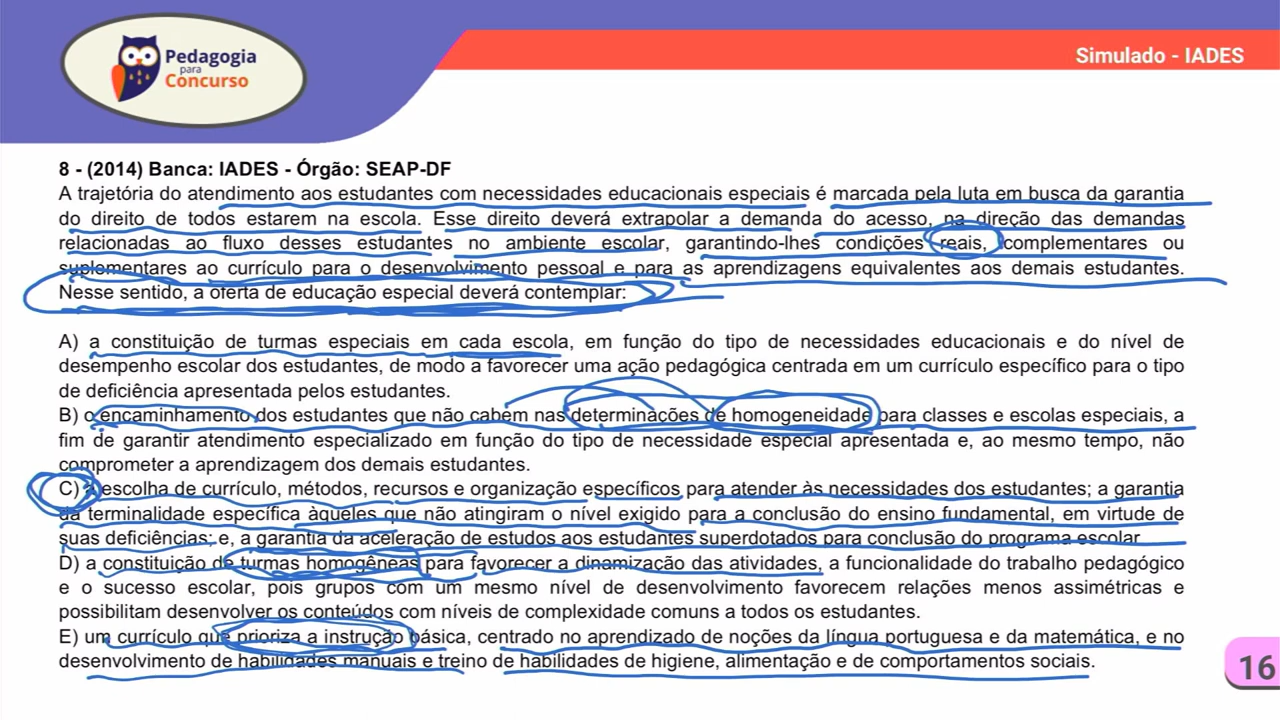 Pedagogia
para
Concurso
Simulado - IADES
8 - (2014) Banca: IADES - Órgão: SEAP-DF
A trajetória do atendimento aos estudantes com necessidades educacionais especiais é marcada pela luta em busca da garantia
do direito de todos estarem na escola. Esse direito deverá extrapolar a demanda do acesso, na direção das demandas
relacionadas ao fluxo desses estudantes no ambiente escolar, garantindo-lhes condições reais, complementares ou
suplementares ao currículo para o desenvolvimento pessoal e para as aprendizagens equivalentes aos demais estudantes.
Nesse sentido, a oferta de educação especial deverá contemplar:
A) a constituição de turmas especiais em cada escola, em função do tipo de necessidades educacionais e do nível de
desempenho escolar dos estudantes, de modo a favorecer uma ação pedagógica centrada em um currículo específico para o tipo
de deficiência apresentada pelos estudantes.
B) o encaminhamento dos estudantes que não cabem nas determinações de homogeneidade para classes e escolas especiais, a
fim de garantir atendimento especializado em função do tipo de necessidade especial apresentada e, ao mesmo tempo, não
comprometer a aprendizagem dos demais estudantes.
C) a escolha de currículo, métodos, recursos e organização específicos para atender às necessidades dos estudantes; a garantia
da terminalidade específica àqueles que não atingiram o nível exigido para a conclusão do ensino fundamental, em virtude de
suas deficiências; e, a garantia da aceleração de estudos aos estudantes superdotados para conclusão do programa escolar.
D) a constituição de turmas homogêneas para favorecer a dinamização das atividades, a funcionalidade do trabalho pedagógico
e o sucesso escolar, pois grupos com um mesmo nível de desenvolvimento favorecem relações menos assimétricas e
possibilitam desenvolver os conteúdos com níveis de complexidade comuns a todos os estudantes.
E) um currículo que prioriza a instrução básica, centrado no aprendizado de noções da língua portuguesa e da matemática, e no
desenvolvimento de habilidades manuais e treino de habilidades de higiene, alimentação e de comportamentos sociais.
16